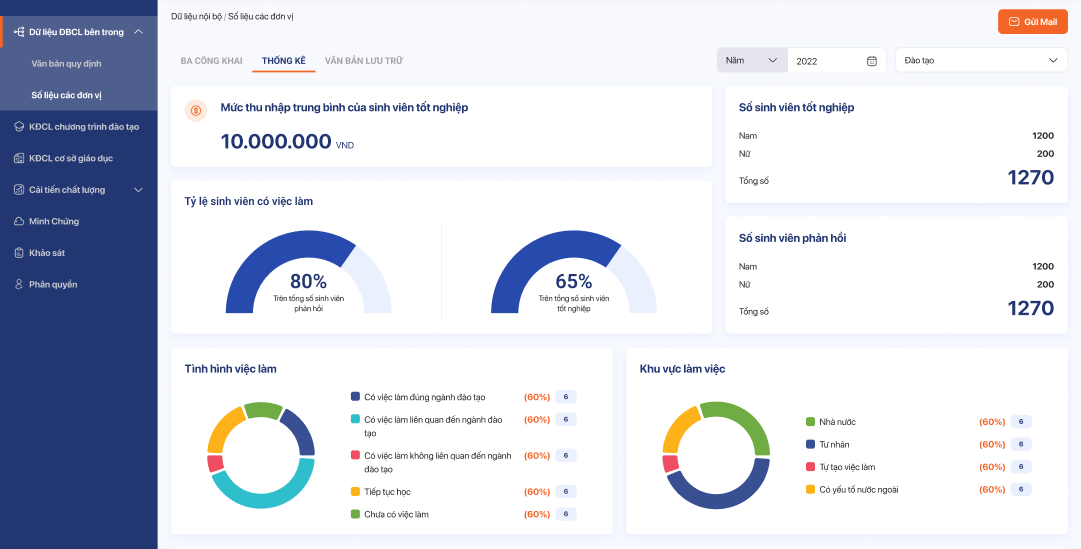 Dữ liệu ĐBCL bên trong
Văn bản quy định
Số liệu các đơn vị
KĐCL chương trình đào tạo
KĐCL cơ sở giáo dục
Cải tiến chất lượng
Minh Chứng
Khảo sát
Phân quyền
Dữ liệu nội bộ / Số liệu các đơn vị
Gửi Mail
BA CÔNG KHAI THỐNG KÊ VĂN BẢN LƯU TRỮ
Năm 2022 Đào tạo
Mức thu nhập trung bình của sinh viên tốt nghiệp
10.000.000 VND
Số sinh viên tốt nghiệp
Nam 1200
Nữ 200
Tổng số 1270
Tỷ lệ sinh viên có việc làm
80%
Trên tổng số sinh viên
phản hồi
65%
Trên tổng số sinh viên
tốt nghiệp
Số sinh viên phản hồi
Nam 1200
Nữ 200
Tổng số 1270
Tình hình việc làm
Có việc làm đúng ngành đào tạo (60%) 6
Có việc làm liên quan đến ngành đào (60%) 6
tạo
Có việc làm không liên quan đến ngành (60%) 6
đào tạo
Tiếp tục học (60%) 6
Chưa có việc làm (60%) 6
Khu vực làm việc
Nhà nước (60%) 6
Tư nhân (60%) 6
Tự tạo việc làm (60%) 6
Có yếu tố nước ngoài (60%) 6